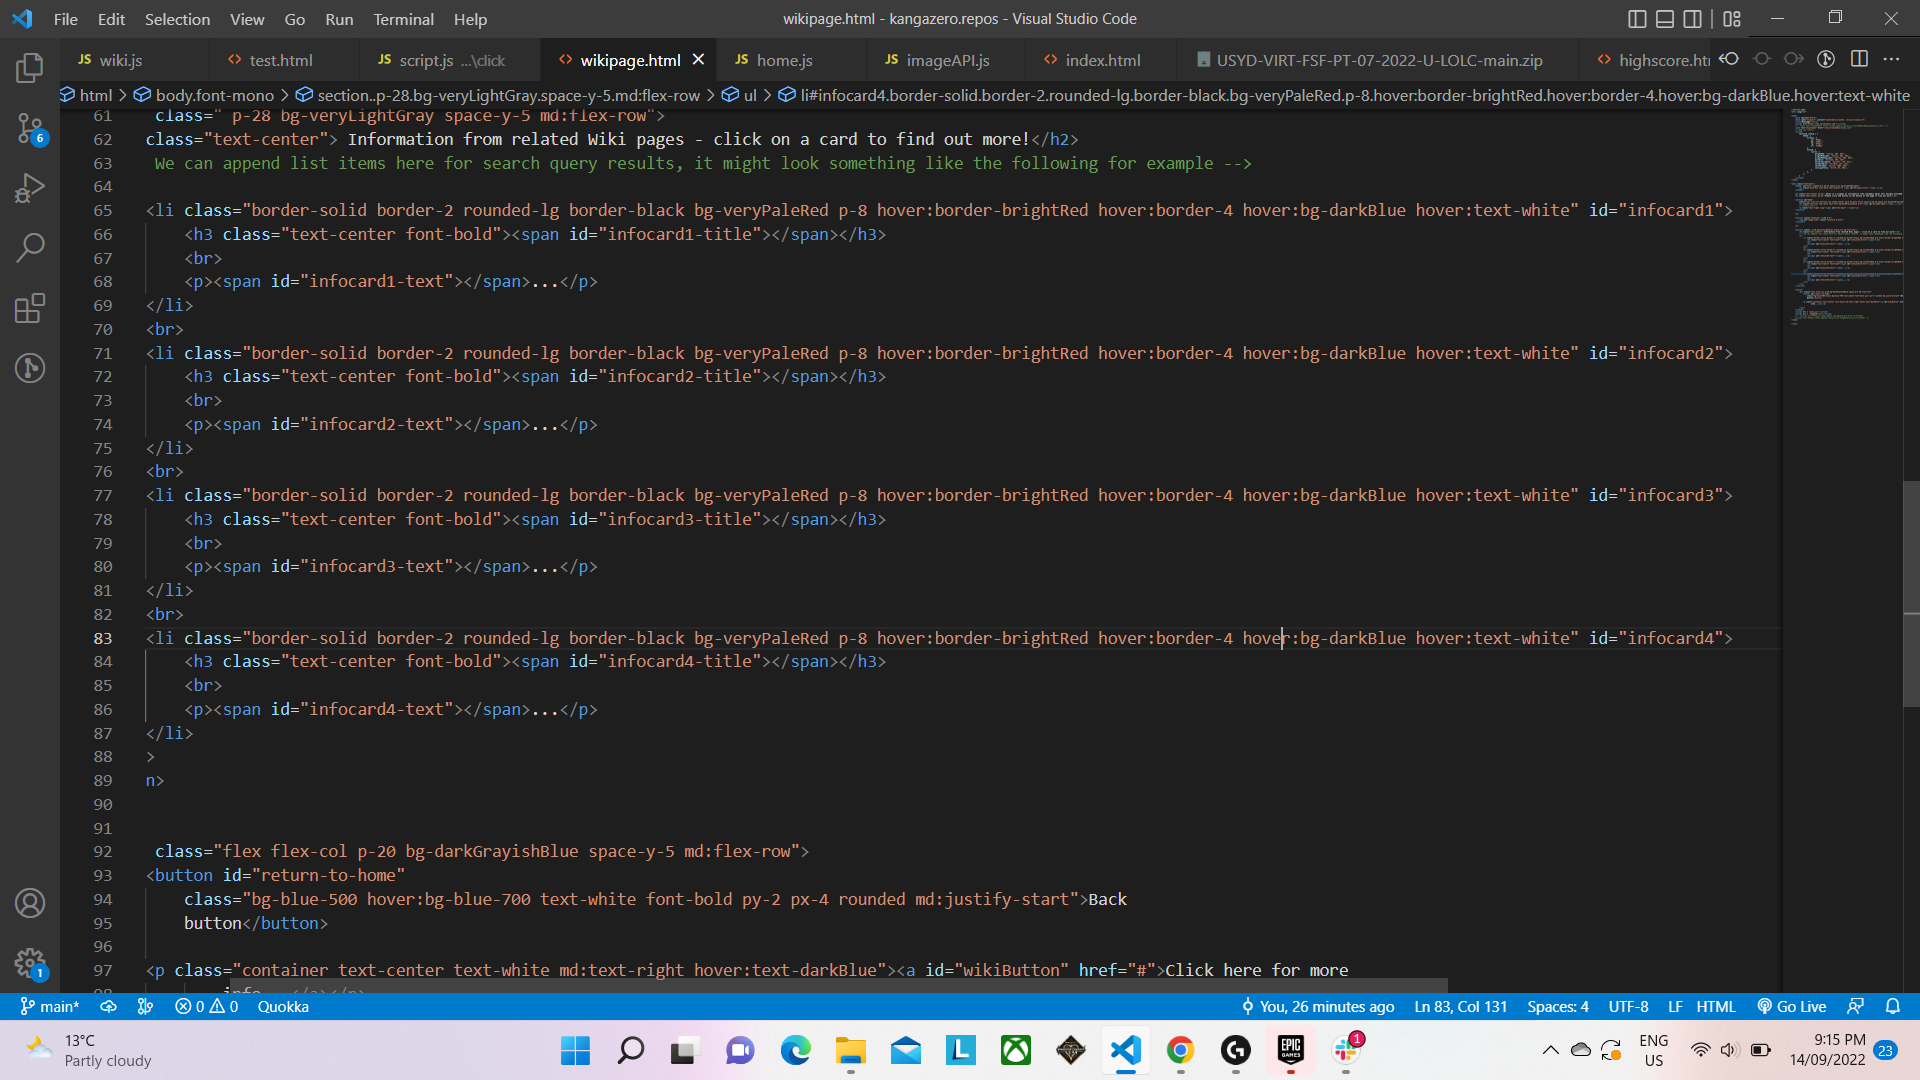 File Edit Selection View Go Run Terminal Help wikipage.html - kangazero.repos - Visual Studio Code
JS wiki.js <> test.html JS script.js ...\click <> wikipage.html JS home.js JS imageAPI.js <> index.html USYD-VIRT-FSF-PT-07-2022-U-LOLC-main.zip <> highscore.ht
html > body.font-mono > section..p-28.bg-veryLightGray.space-y-5.md:flex-row > ul > li#infocard4.border-solid.border-2.rounded-lg.border-black.bg-veryPaleRed.p-8.hover:border-brightRed.hover:border-4.hover:bg-darkBlue.hover:text-white
61 class=" p-28 bg-veryLightGray space-y-5 md:flex-row">
62 class="text-center"> Information from related Wiki pages - click on a card to find out more!</h2>
63 We can append list items here for search query results, it might look something like the following for example -->
64
65 <li class="border-solid border-2 rounded-lg border-black bg-veryPaleRed p-8 hover:border-brightRed hover:border-4 hover:bg-darkBlue hover:text-white" id="infocard1">
66 <h3 class="text-center font-bold"><span id="infocard1-title"></span></h3>
67 <br>
68 <p><span id="infocard1-text"></span>...</p>
69 </li>
70 <br>
71 <li class="border-solid border-2 rounded-lg border-black bg-veryPaleRed p-8 hover:border-brightRed hover:border-4 hover:bg-darkBlue hover:text-white" id="infocard2">
72 <h3 class="text-center font-bold"><span id="infocard2-title"></span></h3>
73 <br>
74 <p><span id="infocard2-text"></span>...</p>
75 </li>
76 <br>
77 <li class="border-solid border-2 rounded-lg border-black bg-veryPaleRed p-8 hover:border-brightRed hover:border-4 hover:bg-darkBlue hover:text-white" id="infocard3">
78 <h3 class="text-center font-bold"><span id="infocard3-title"></span></h3>
79 <br>
80 <p><span id="infocard3-text"></span>...</p>
81 </li>
82 <br>
83 <li class="border-solid border-2 rounded-lg border-black bg-veryPaleRed p-8 hover:border-brightRed hover:border-4 hover:bg-darkBlue hover:text-white" id="infocard4">
84 <h3 class="text-center font-bold"><span id="infocard4-title"></span></h3>
85 <br>
86 <p><span id="infocard4-text"></span>...</p>
87 </li>
88 >
89 n>
90
91
92 class="flex flex-col p-20 bg-darkGrayishBlue space-y-5 md:flex-row">
93 <button id="return-to-home"
94 class="bg-blue-500 hover:bg-blue-700 text-white font-bold py-2 px-4 rounded md:justify-start">Back
95 button</button>
96
97 <p class="container text-center text-white md:text-right hover:text-darkBlue"><a id="wikiButton" href="#">Click here for more
98 info...</a></p>
6
1
main* 0 0 Quokka You, 26 minutes ago Ln 83, Col 131 Spaces: 4 UTF-8 LF HTML Go Live
13°C
Partly cloudy
L
EPIC GAMES
1
ENG
US
9:15 PM
14/09/2022
23